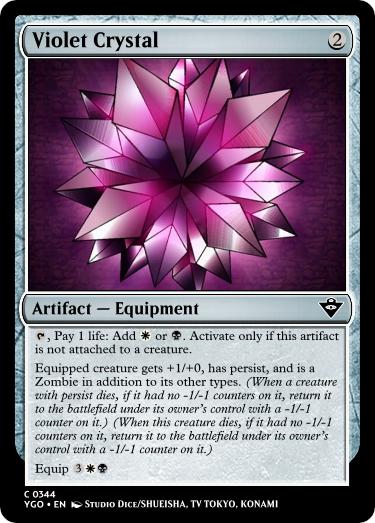 Violet Crystal 2
Artifact — Equipment
, Pay 1 life: Add or . Activate only if this artifact
is not attached to a creature.
Equipped creature gets +1/+0, has persist, and is a
Zombie in addition to its other types. (When a creature
with persist dies, if it had no -1/-1 counters on it, return it
to the battlefield under its owner's control with a -1/-1
counter on it.) (When this creature dies, if it had no -1/-1
counters on it, return it to the battlefield under its owner's
control with a -1/-1 counter on it.)
Equip 3
C 0344
YGO • EN Studio Dice/SHUEISHA, TV TOKYO, KONAMI